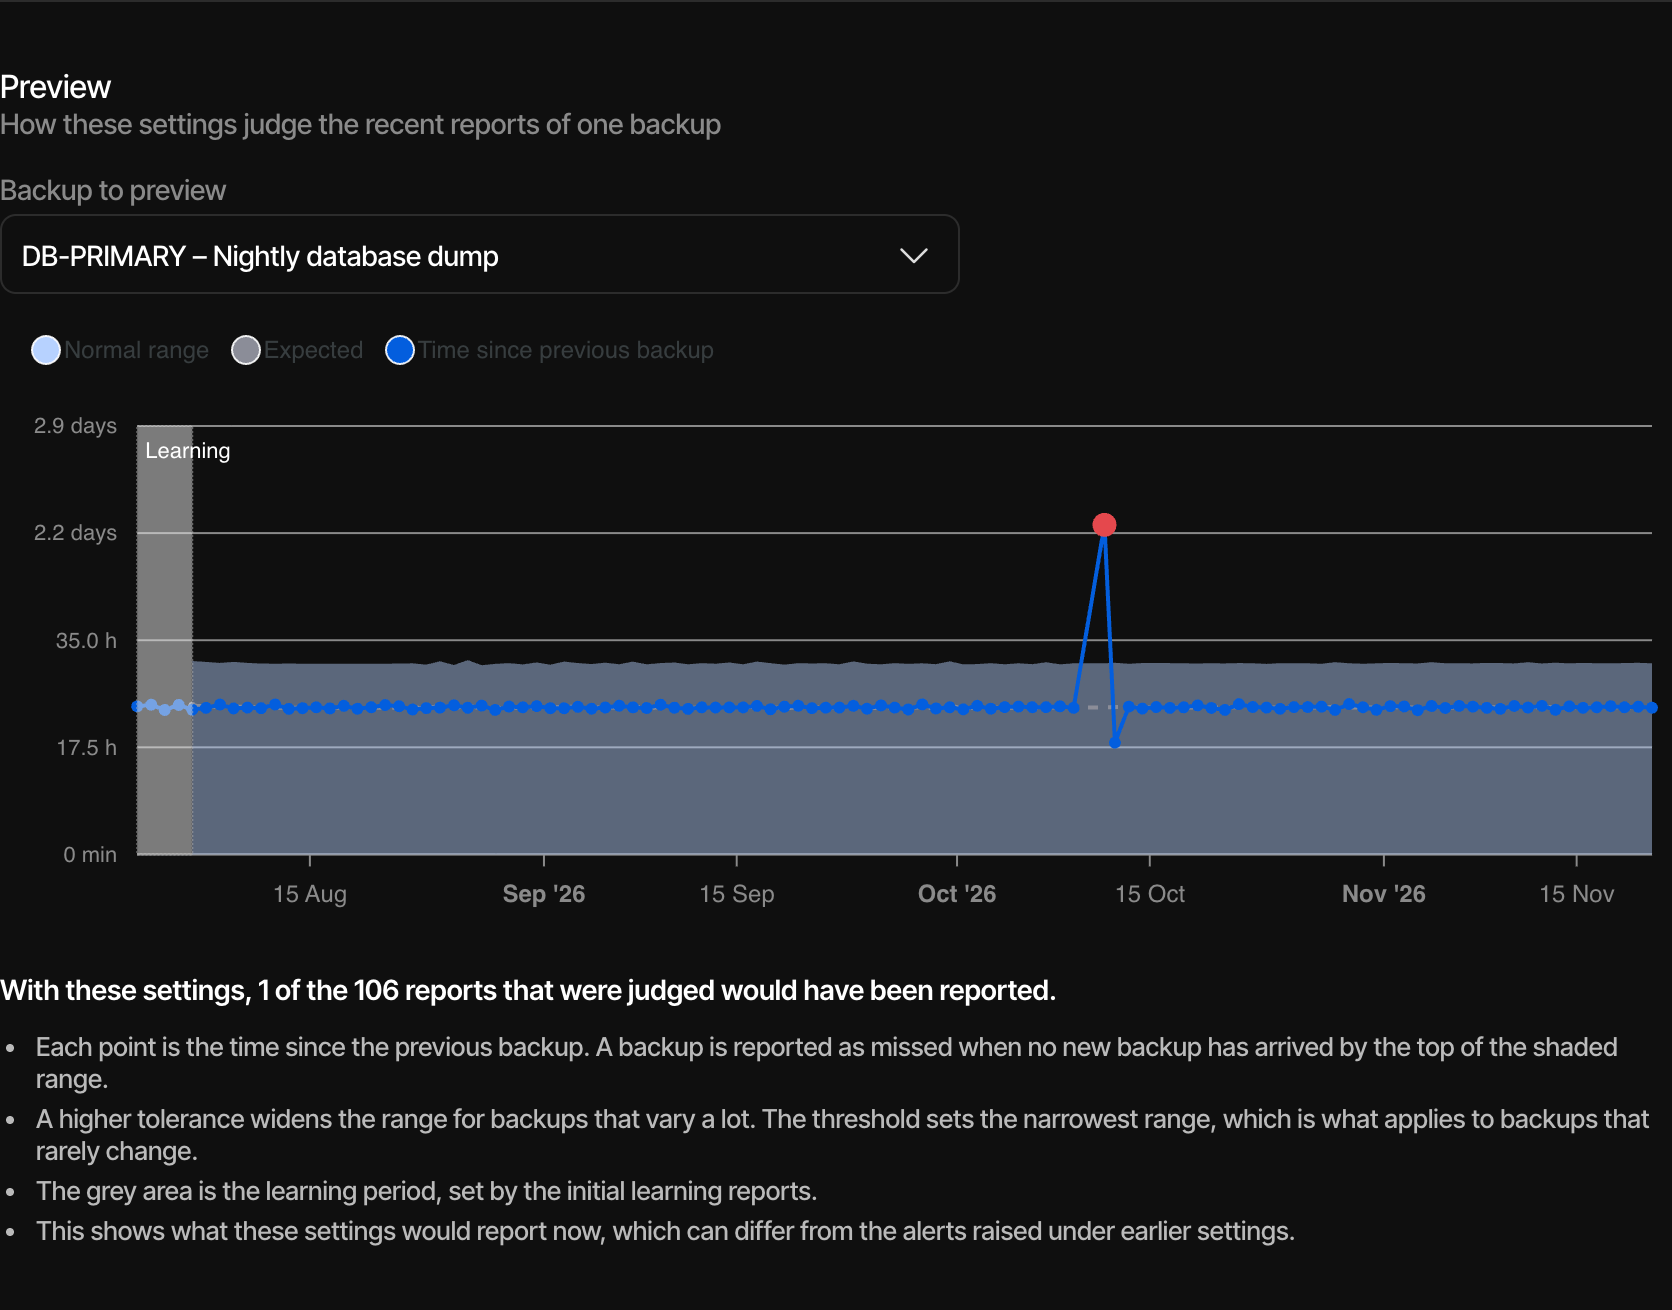 Preview
How these settings judge the recent reports of one backup
Backup to preview
DB-PRIMARY – Nightly database dump
Normal range Expected Time since previous backup
2.9 days
Learning
2.2 days
35.0 h
17.5 h
0 min
15 Aug Sep '26 15 Sep Oct '26 15 Oct Nov '26 15 Nov
With these settings, 1 of the 106 reports that were judged would have been reported.
• Each point is the time since the previous backup. A backup is reported as missed when no new backup has arrived by the top of the shaded
range.
• A higher tolerance widens the range for backups that vary a lot. The threshold sets the narrowest range, which is what applies to backups that
rarely change.
• The grey area is the learning period, set by the initial learning reports.
• This shows what these settings would report now, which can differ from the alerts raised under earlier settings.